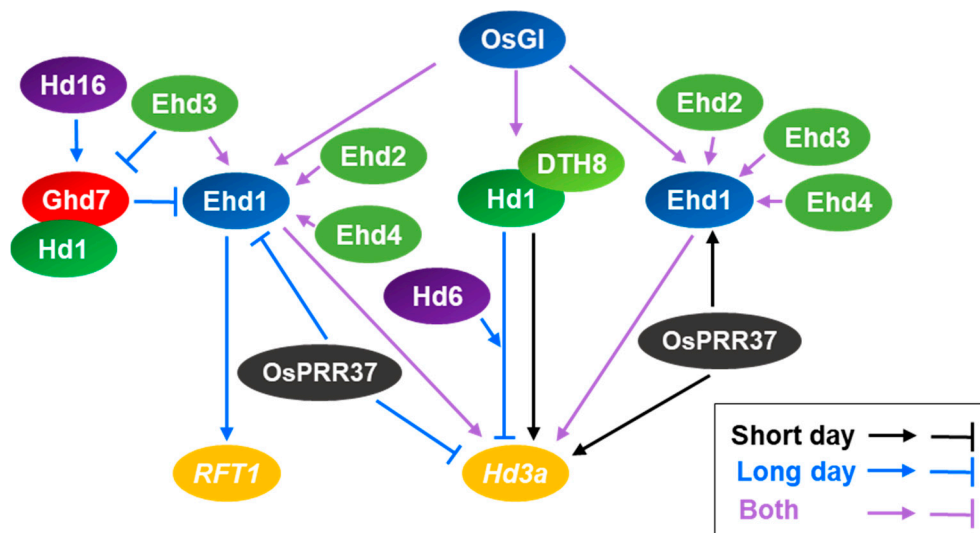 OsGI
Hd16
Ehd3
Ehd2
Ehd2
Ehd3
DTH8
Ghd7
Ehd1
Hd1
Ehd1
Ehd4
Hd1
Ehd4
Hd6
OsPRR37
OsPRR37
RFT1
Hd3a
Short day
Long day
Both